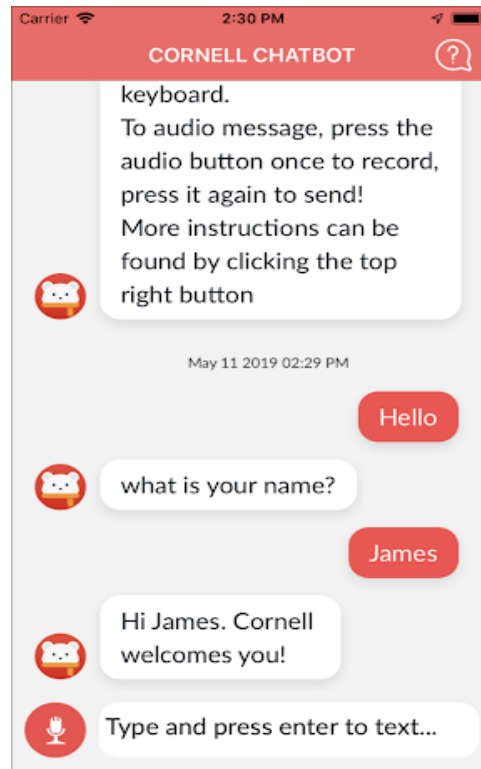 Carrier 2:30 PM
CORNELL CHATBOT
keyboard.
To audio message, press the
audio button once to record,
press it again to send!
More instructions can be
found by clicking the top
right button
May 11 2019 02:29 PM
Hello
what is your name?
James
Hi James. Cornell
welcomes you!
Type and press enter to text...